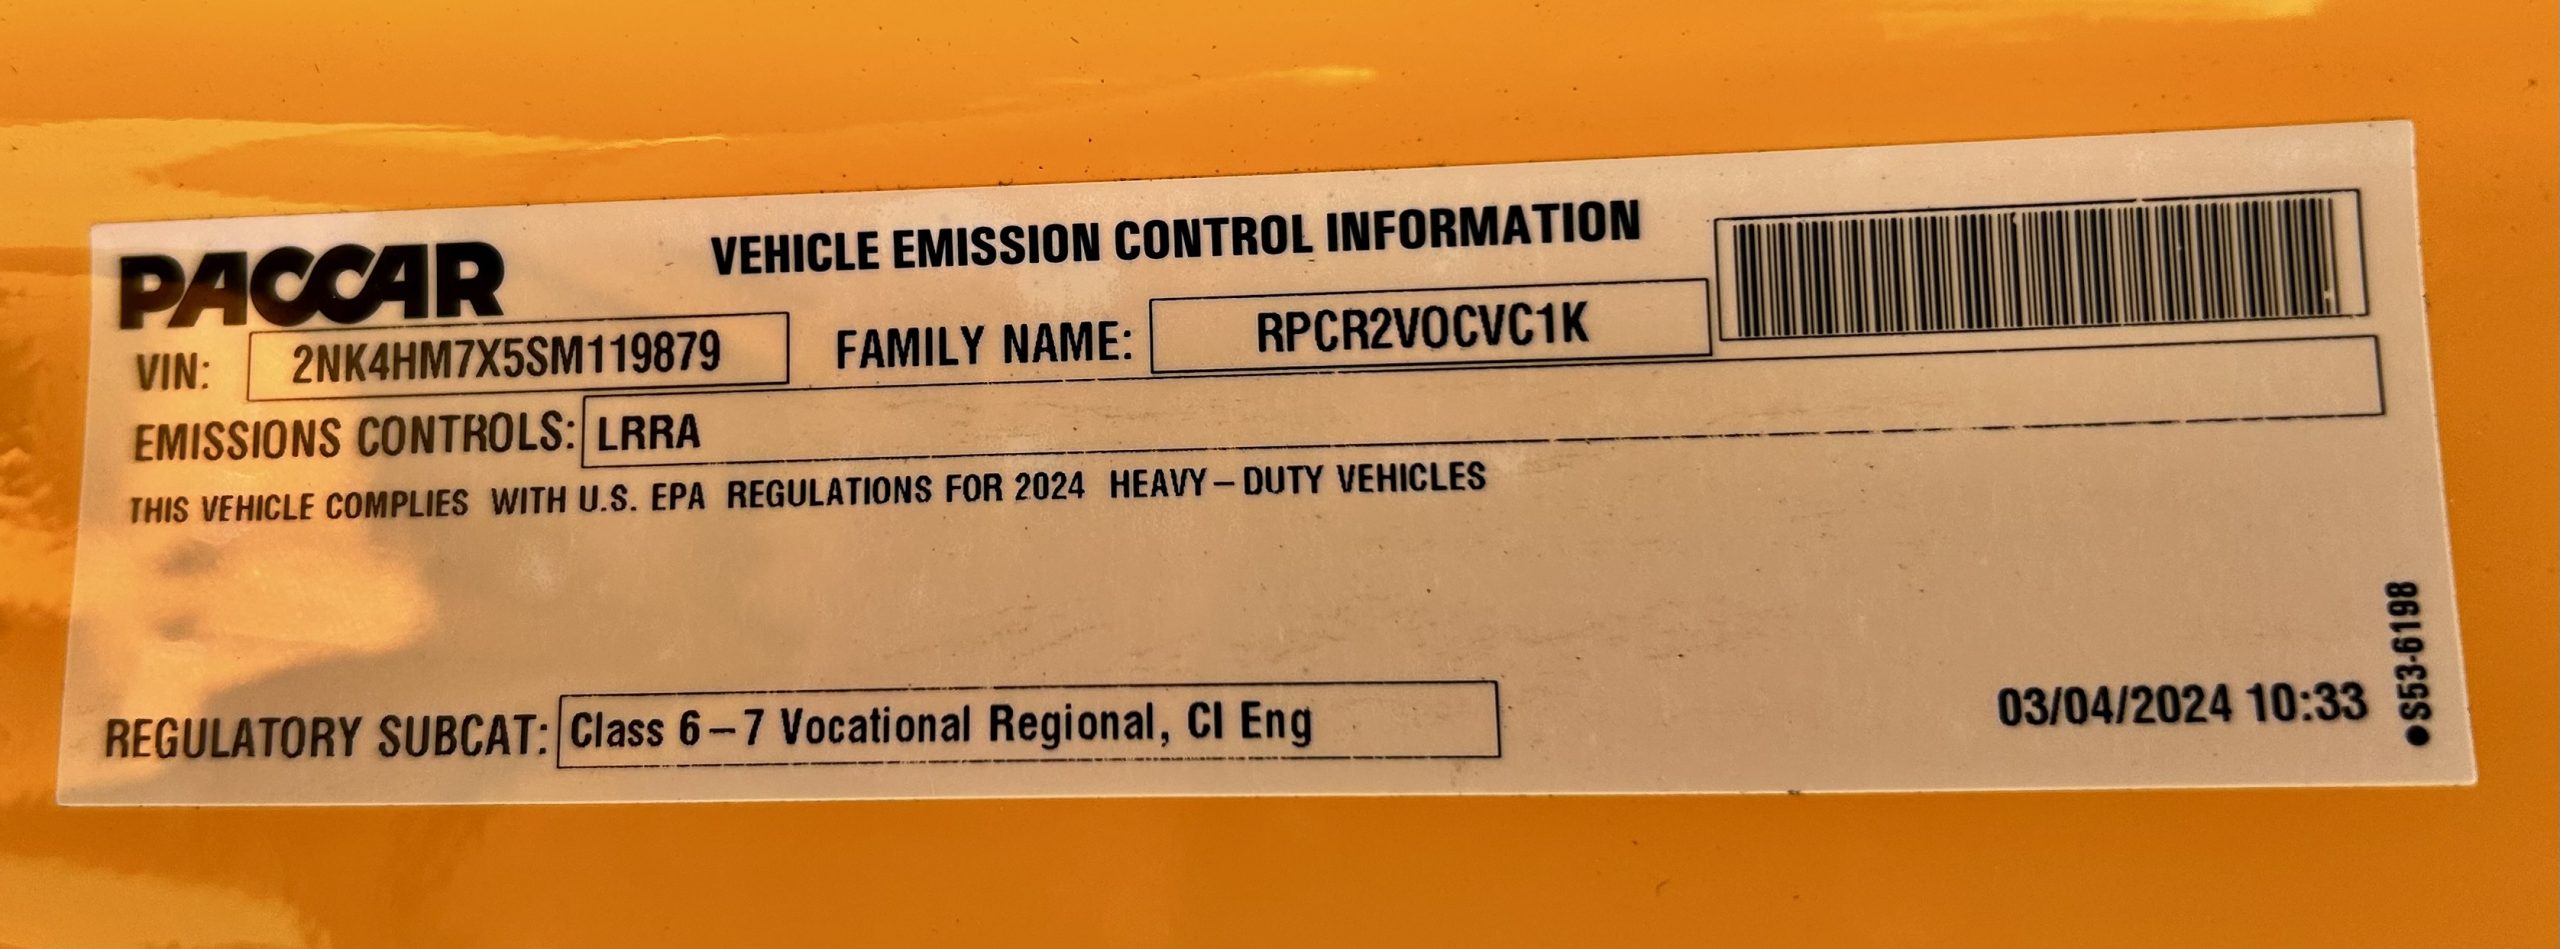 PACCAR
VEHICLE EMISSION CONTROL INFORMATION
VIN: 2NK4HM7X5SM119879 FAMILY NAME: RPCR2VOCVC1K
EMISSIONS CONTROLS: LRRA
THIS VEHICLE COMPLIES WITH U.S. EPA REGULATIONS FOR 2024 HEAVY–DUTY VEHICLES
REGULATORY SUBCAT: Class 6–7 Vocational Regional, CI Eng
03/04/2024 10:33
●S53-6198